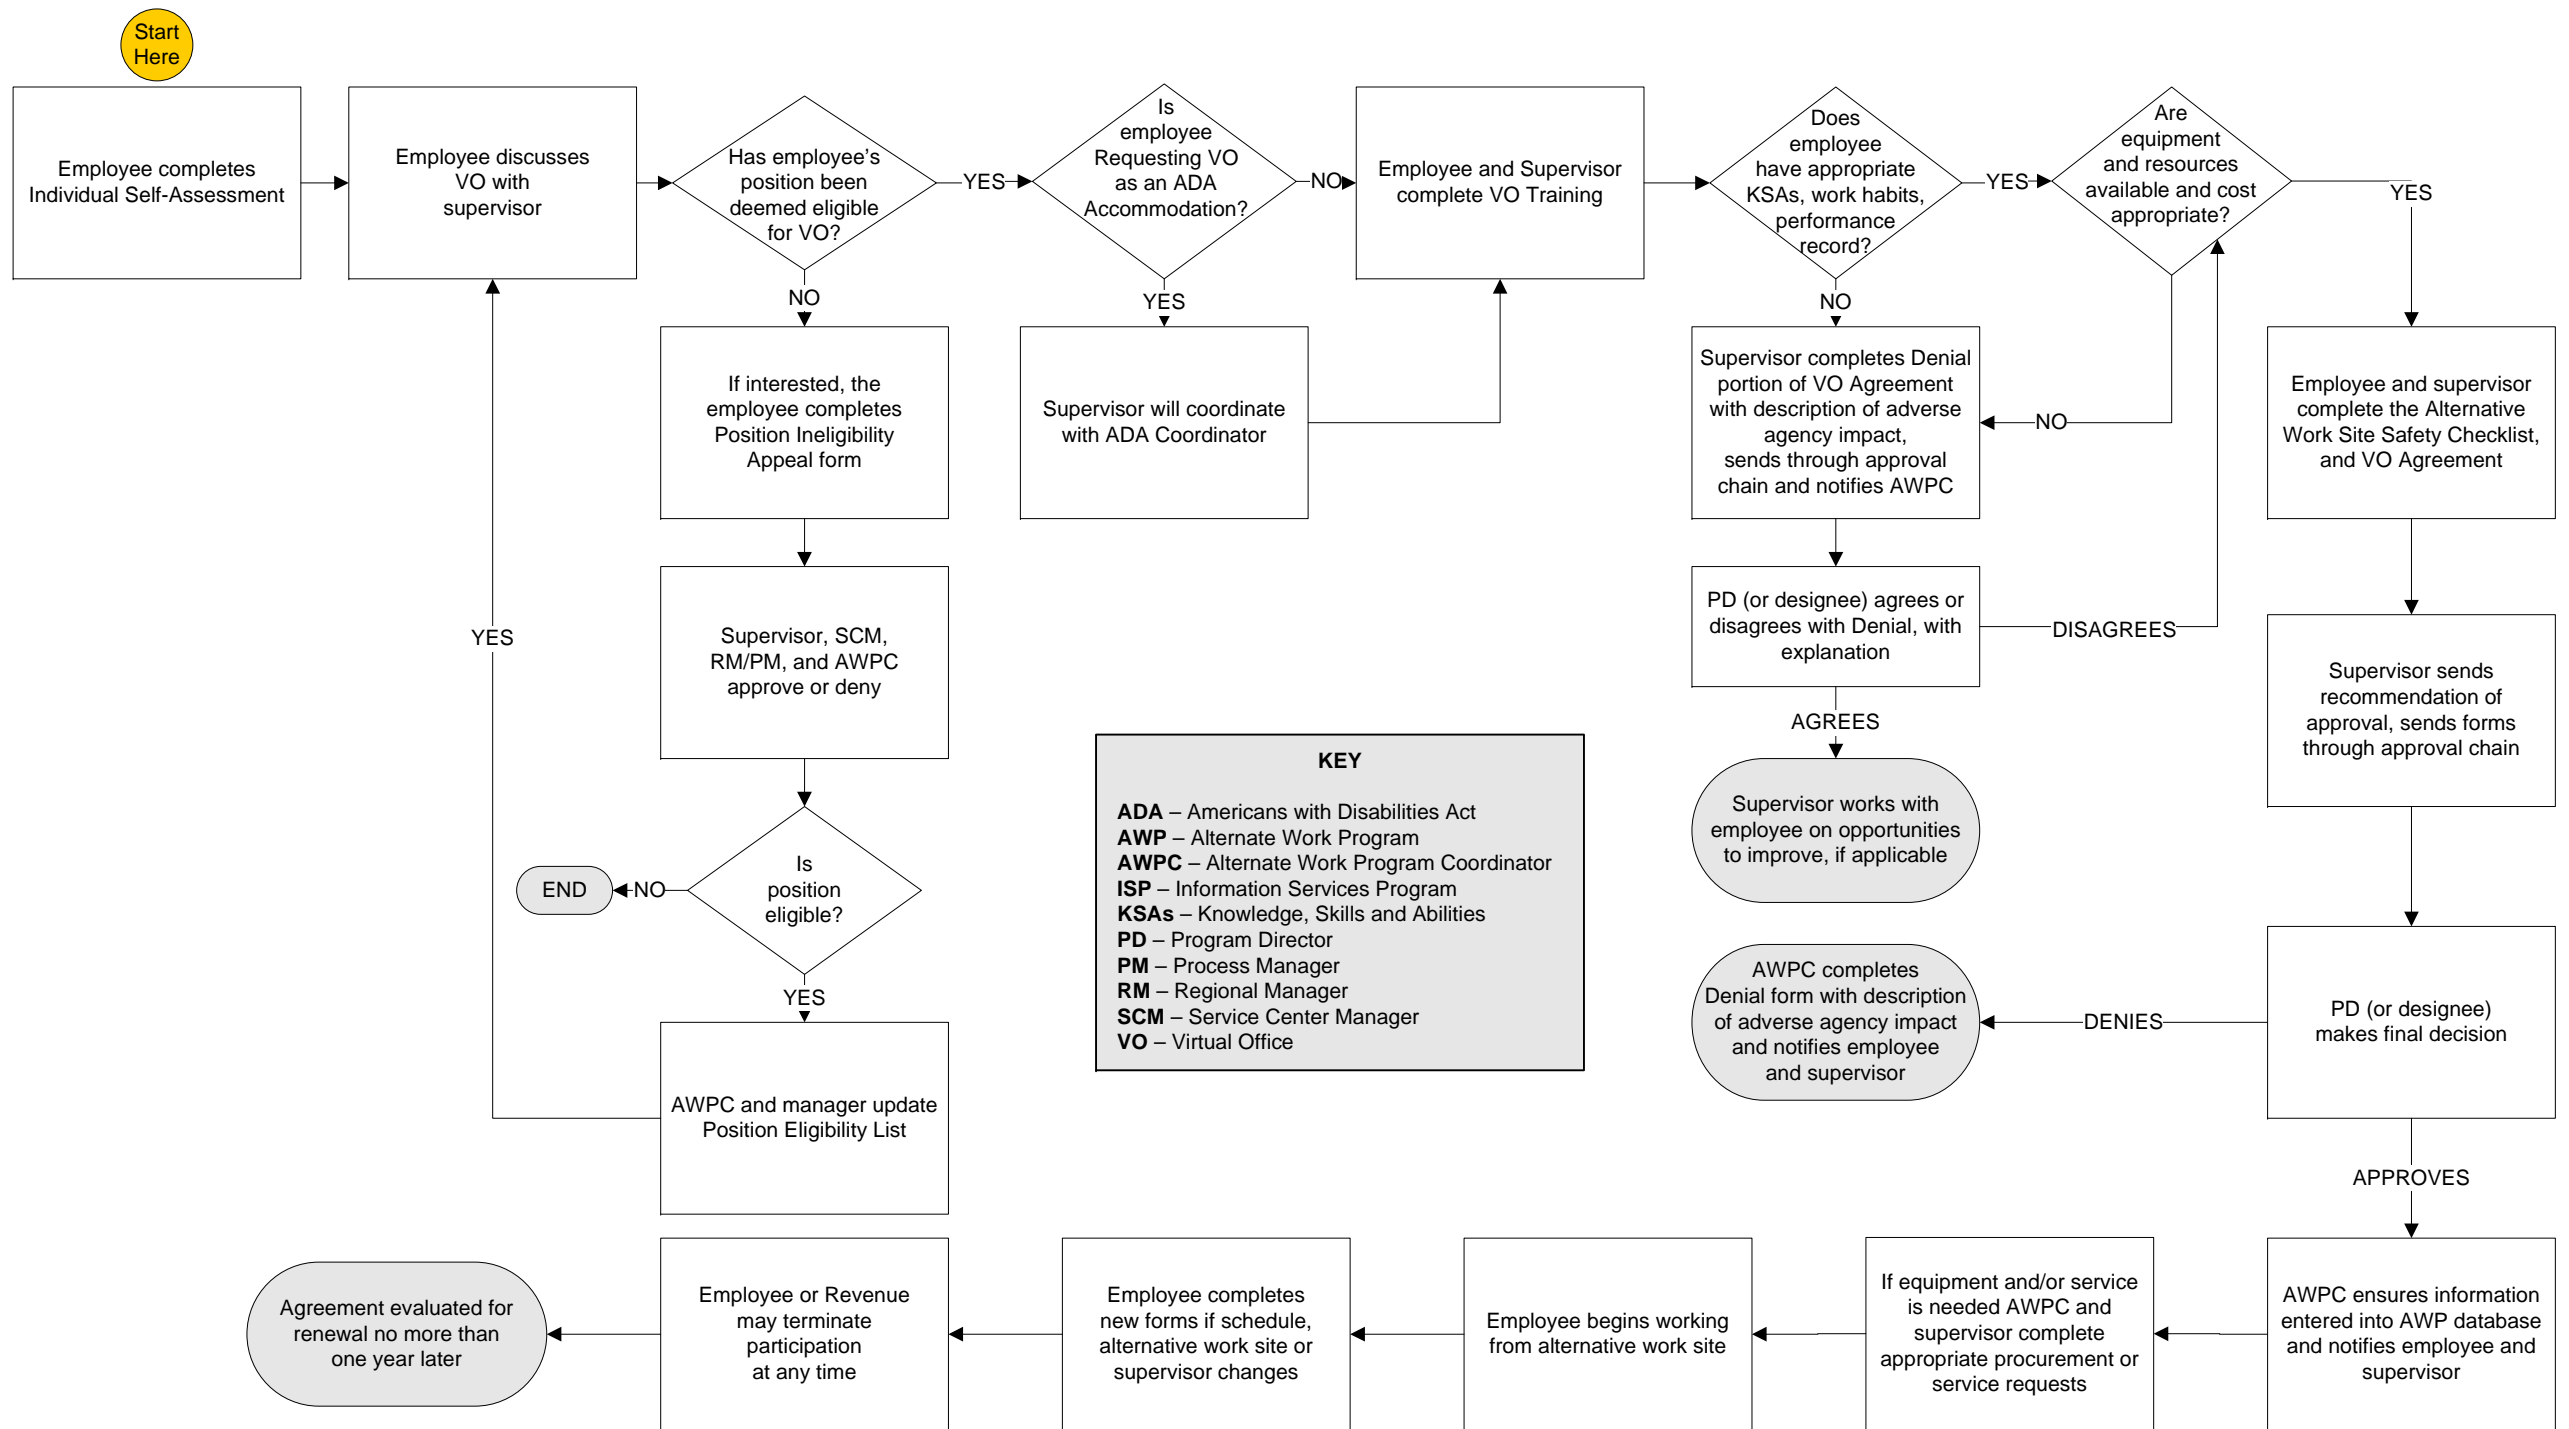 Start
Here
Employee completes
Individual Self-Assessment
Employee discusses
VO with
supervisor
Has employee’s
position been
deemed eligible
for VO?
YES
Is
employee
Requesting VO
as an ADA
Accommodation?
NO
Employee and Supervisor
complete VO Training
Does
employee
have appropriate
KSAs, work habits,
performance
record?
YES
Are
equipment
and resources
available and cost
appropriate?
YES
NO
YES
NO
If interested, the
employee completes
Position Ineligibility
Appeal form
Supervisor will coordinate
with ADA Coordinator
Supervisor completes Denial
portion of VO Agreement
with description of adverse
agency impact,
sends through approval
chain and notifies AWPC
NO
Employee and supervisor
complete the Alternative
Work Site Safety Checklist,
and VO Agreement
YES
Supervisor, SCM,
RM/PM, and AWPC
approve or deny
PD (or designee) agrees or
disagrees with Denial, with
explanation
DISAGREES
Supervisor sends
recommendation of
approval, sends forms
through approval chain
AGREES
KEY
ADA – Americans with Disabilities Act
AWP – Alternate Work Program
AWPC – Alternate Work Program Coordinator
ISP – Information Services Program
KSAs – Knowledge, Skills and Abilities
PD – Program Director
PM – Process Manager
RM – Regional Manager
SCM – Service Center Manager
VO – Virtual Office
Supervisor works with
employee on opportunities
to improve, if applicable
END
NO
Is
position
eligible?
YES
AWPC completes
Denial form with description
of adverse agency impact
and notifies employee
and supervisor
DENIES
PD (or designee)
makes final decision
AWPC and manager update
Position Eligibility List
APPROVES
Agreement evaluated for
renewal no more than
one year later
Employee or Revenue
may terminate
participation
at any time
Employee completes
new forms if schedule,
alternative work site or
supervisor changes
Employee begins working
from alternative work site
If equipment and/or service
is needed AWPC and
supervisor complete
appropriate procurement or
service requests
AWPC ensures information
entered into AWP database
and notifies employee and
supervisor